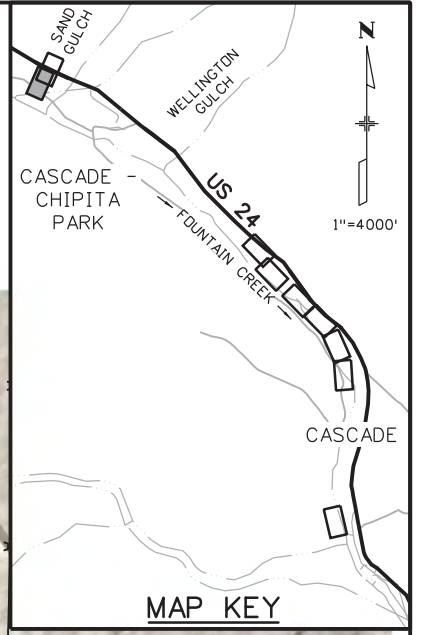 SAND
GULCH
N
WELLINGTON
GULCH
CASCADE -
CHIPITA
PARK
US 24
1"=4000'
FOUNTAIN CREEK
CASCADE
MAP KEY